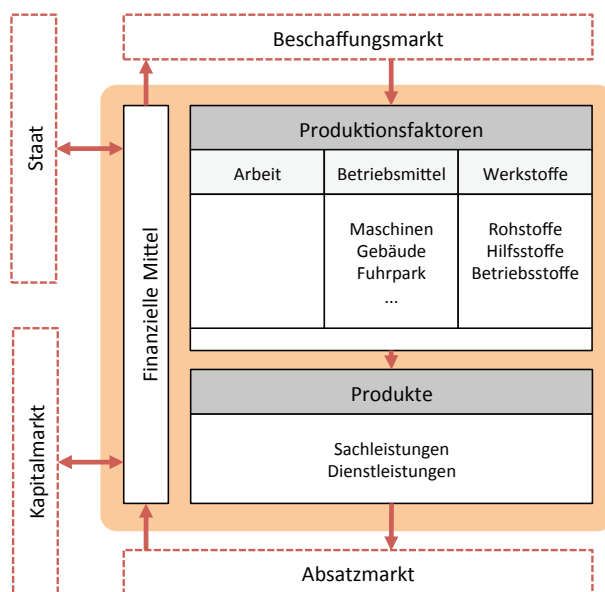 Beschaffungsmarkt
Staat
Kapitalmarkt
Finanzielle Mittel
Produktionsfaktoren
Arbeit
Betriebsmittel
Werkstoffe
Maschinen
Gebäude
Fuhrpark
...
Rohstoffe
Hilfsstoffe
Betriebsstoffe
Produkte
Sachleistungen
Dienstleistungen
Absatzmarkt